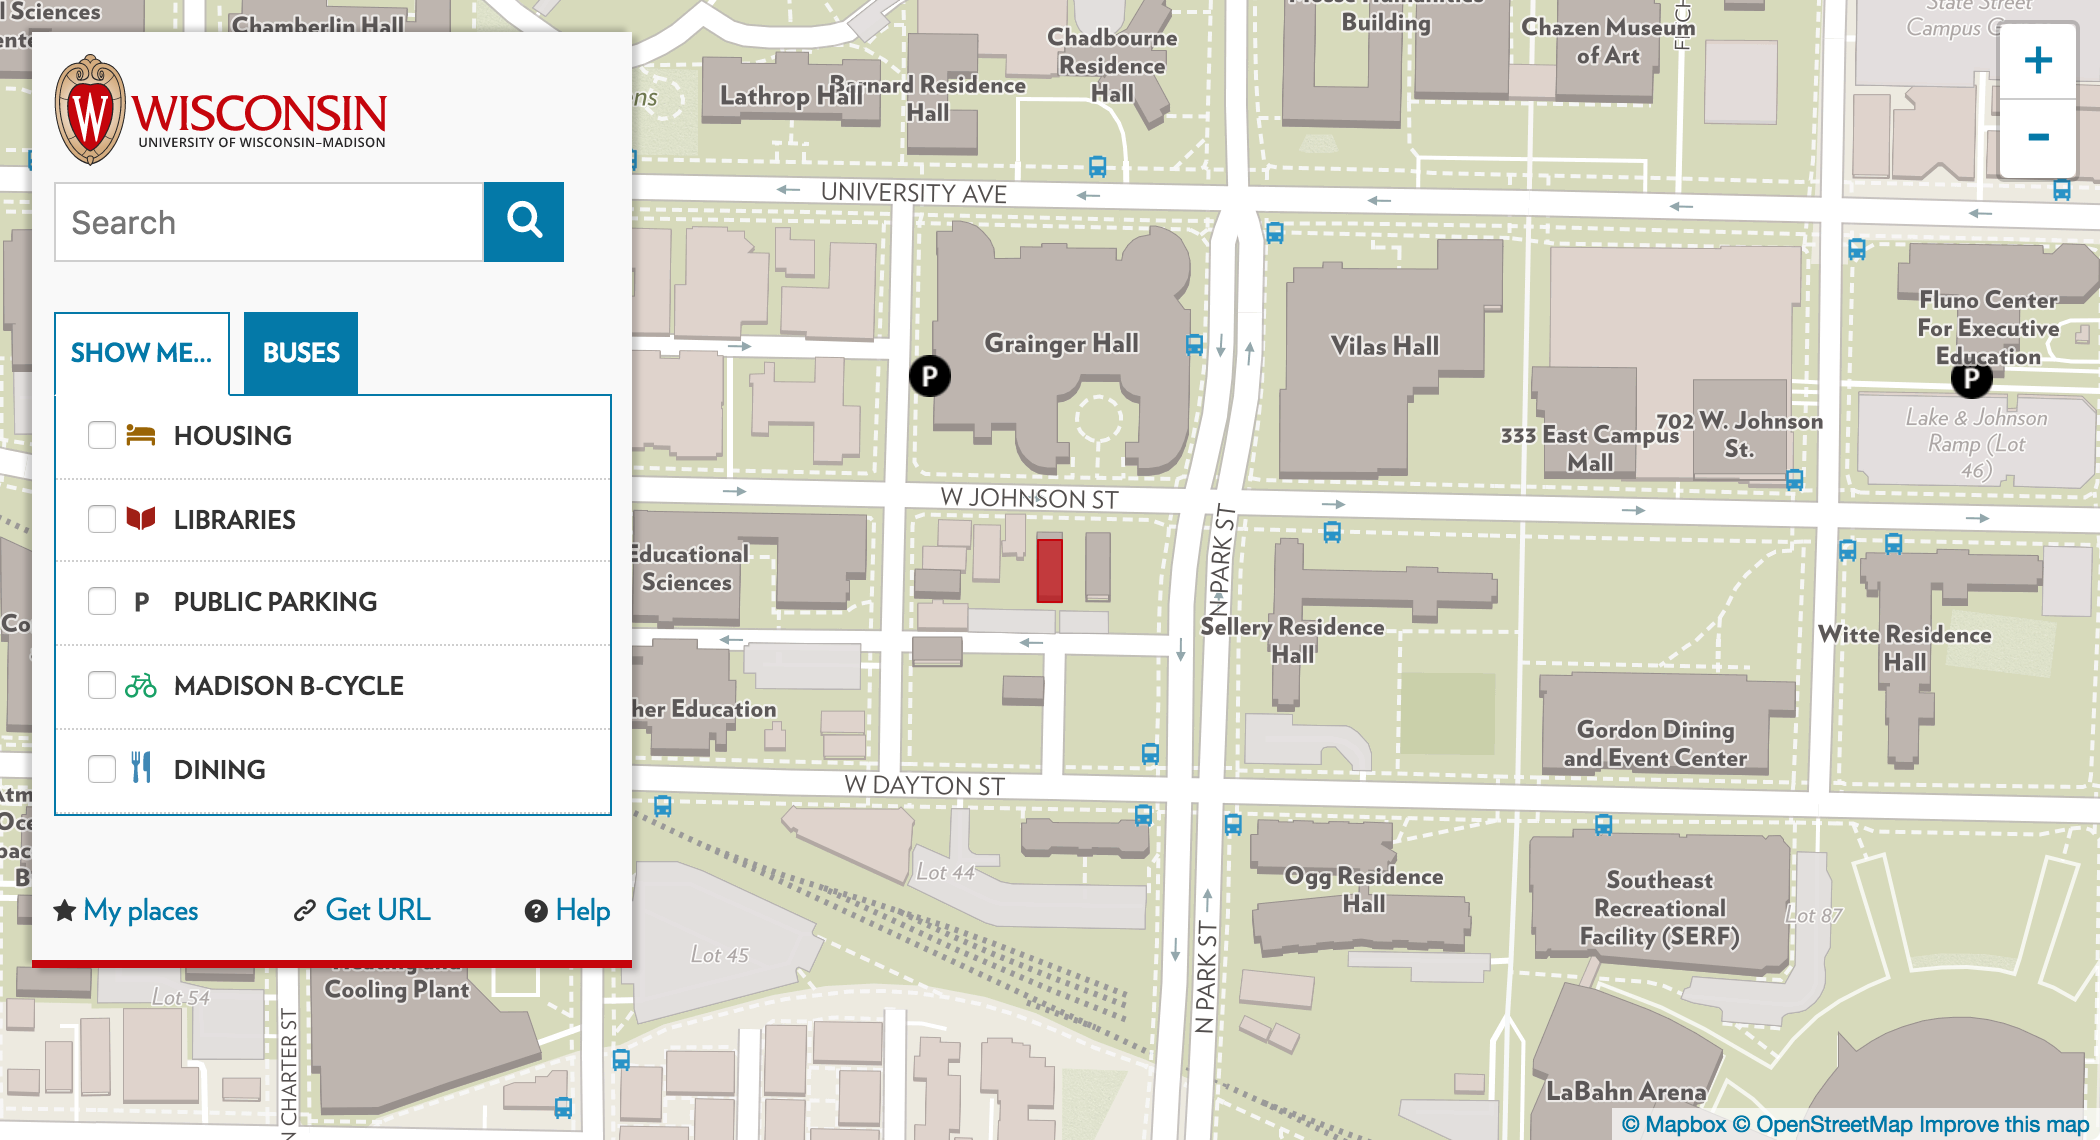 WISCONSIN
UNIVERSITY OF WISCONSIN–MADISON
Search
SHOW ME...
BUSES
HOUSING
LIBRARIES
P PUBLIC PARKING
MADISON B-CYCLE
DINING
My places
Get URL
? Help
l Sciences
Chamberlin Hall
Lathrop Hall
Barnard Residence
Hall
Chadbourne
Residence
Hall
Building
Chazen Museum
of Art
State Street
Campus
+
-
UNIVERSITY AVE
Grainger Hall
P
Vilas Hall
333 East Campus
Mall
702 W. Johnson
St.
Fluno Center
For Executive
Education
P
Lake & Johnson
Ramp (Lot
46)
W JOHNSON ST
N PARK ST
Educational
Sciences
Sellery Residence
Hall
Witte Residence
Hall
her Education
Gordon Dining
and Event Center
W DAYTON ST
Lot 44
Lot 45
Ogg Residence
Hall
Southeast
Recreational
Facility (SERF)
Lot 87
N PARK ST
Cooling Plant
Lot 54
N CHARTER ST
LaBahn Arena
© Mapbox © OpenStreetMap Improve this map